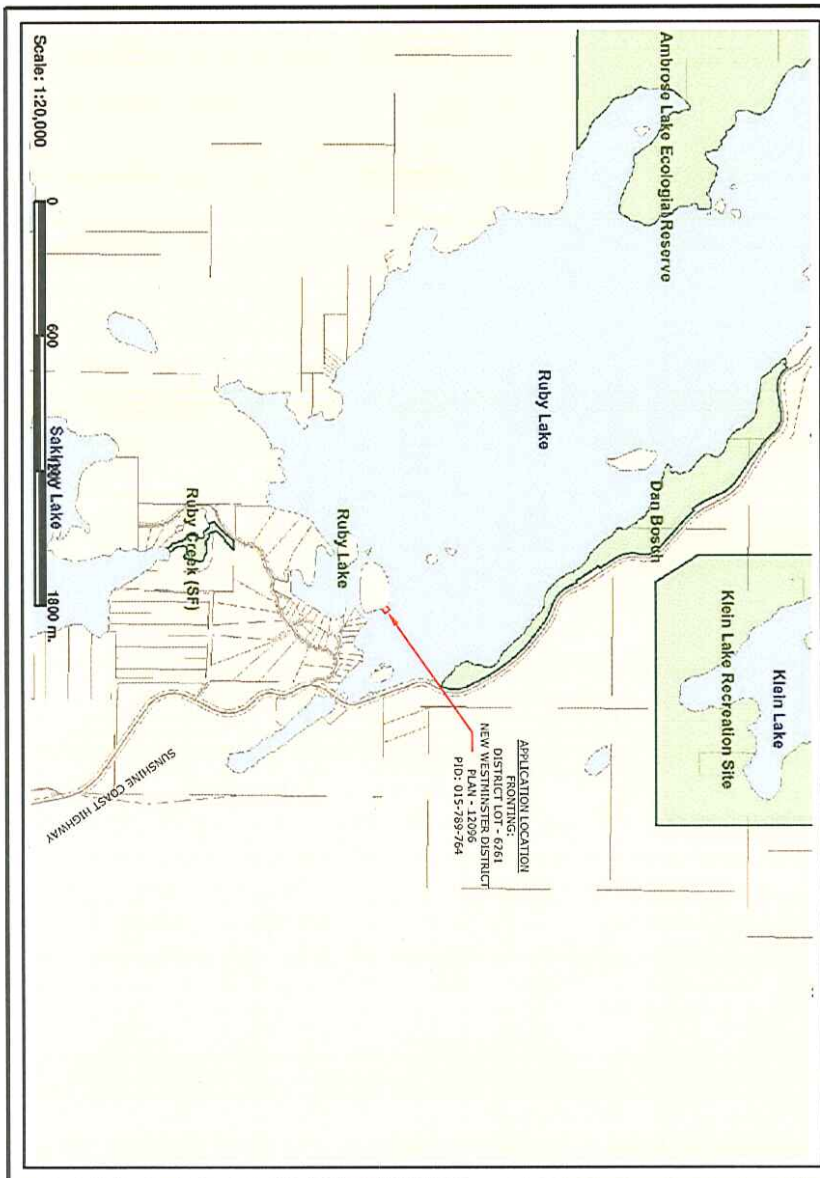 Klein Lake
Klein Lake Recreation Site
Ambrose Lake Ecologial Reserve
Dan Bosch
Ruby Lake
APPLICATION LOCATION
FRONTING:
DISTRICT LOT - 6261
NEW WESTMINSTER DISTRICT
PLAN - 12096
PID: 015-789-764
Ruby Lake
Ruby Creek (SF)
SUNSHINE COAST HIGHWAY
Lake
0 600 1800 m.
Scale: 1:20,000